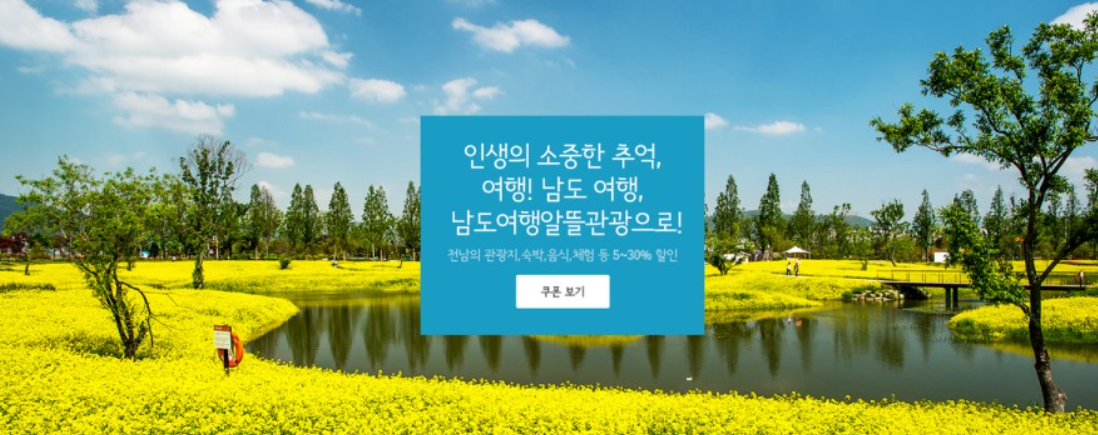 인생의 소중한 추억,
여행! 남도 여행,
남도여행알뜰관광으로!
전남의 관광지,숙박,음식,체험 등 5~30% 할인
쿠폰 보기